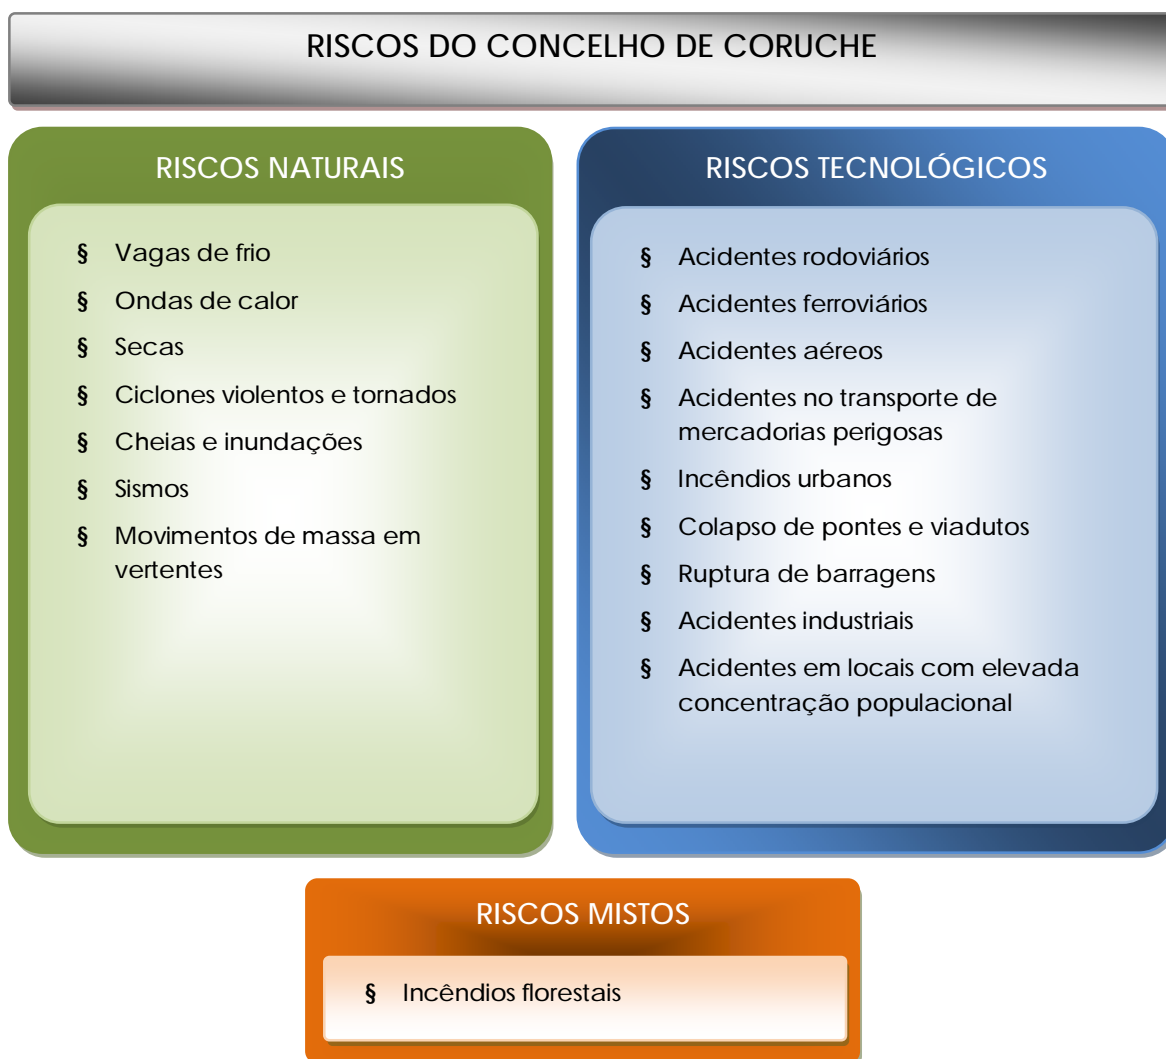 RISCOS DO CONCELHO DE CORUCHE
RISCOS NATURAIS
§ Vagas de frio
§ Ondas de calor
§ Secas
§ Ciclones violentos e tornados
§ Cheias e inundações
§ Sismos
§ Movimentos de massa em
vertentes
RISCOS TECNOLÓGICOS
§ Acidentes rodoviários
§ Acidentes ferroviários
§ Acidentes aéreos
§ Acidentes no transporte de
mercadorias perigosas
§ Incêndios urbanos
§ Colapso de pontes e viadutos
§ Ruptura de barragens
§ Acidentes industriais
§ Acidentes em locais com elevada
concentração populacional
RISCOS MISTOS
§ Incêndios florestais